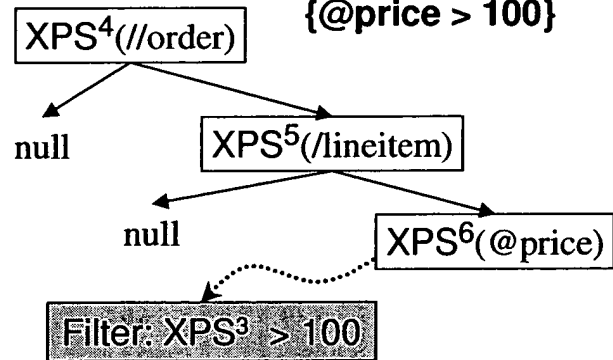 {@price > 100}
XPS⁴(//order)
null
XPS⁵(/lineitem)
null
XPS⁶(@price)
Filter: XPS³ > 100